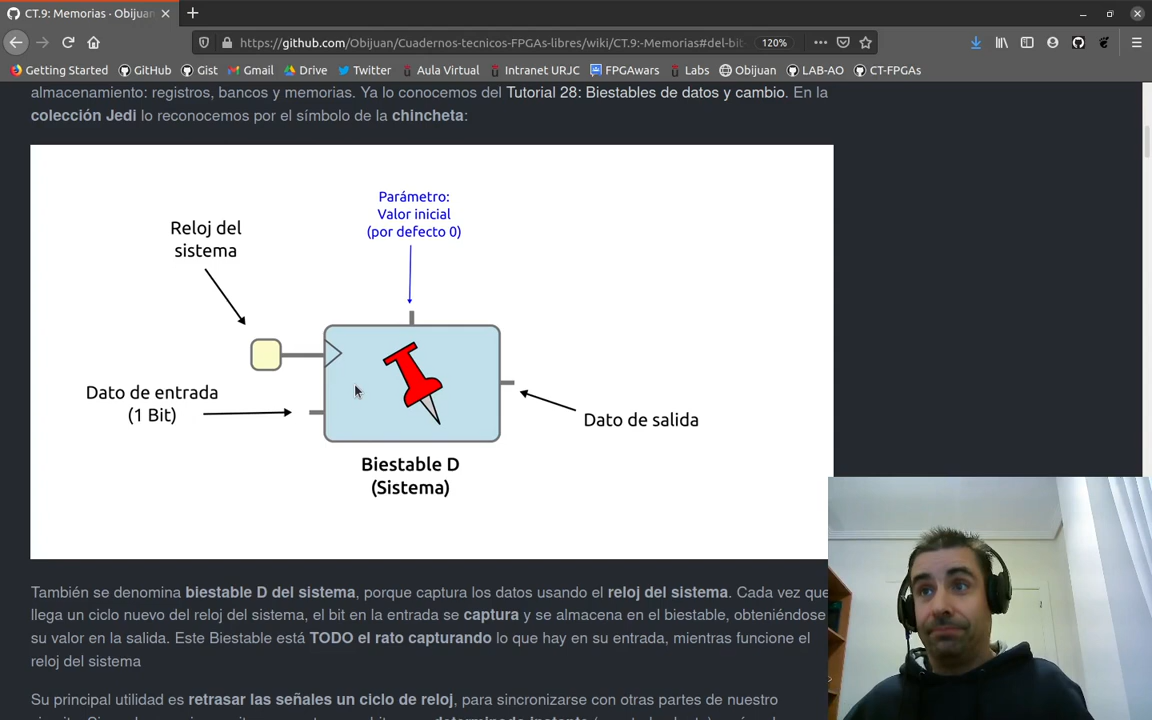 CT.9: Memorias · Obijuan
https://github.com/Obijuan/Cuadernos-tecnicos-FPGAs-libres/wiki/CT.9:-Memorias#del-bit-
120%
Getting Started GitHub Gist Gmail Drive Twitter Aula Virtual Intranet URJC FPGAwars Labs Obijuan LAB-AO CT-FPGAs
almacenamiento: registros, bancos y memorias. Ya lo conocemos del Tutorial 28: Biestables de datos y cambio. En la
colección Jedi lo reconocemos por el símbolo de la chincheta:
Parámetro:
Valor inicial
(por defecto 0)
Reloj del
sistema
Dato de entrada
(1 Bit)
Dato de salida
Biestable D
(Sistema)
También se denomina biestable D del sistema, porque captura los datos usando el reloj del sistema. Cada vez que
llega un ciclo nuevo del reloj del sistema, el bit en la entrada se captura y se almacena en el biestable, obteniéndose
su valor en la salida. Este Biestable está TODO el rato capturando lo que hay en su entrada, mientras funcione el
reloj del sistema
Su principal utilidad es retrasar las señales un ciclo de reloj, para sincronizarse con otras partes de nuestro